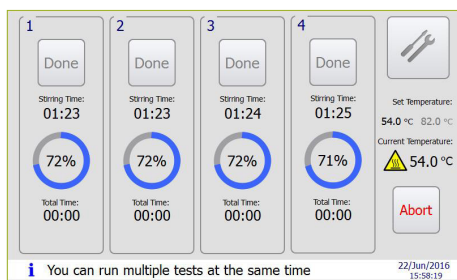 1
Done
Stirring Time:
01:23
72%
Total Time:
00:00
2
Done
Stirring Time:
01:23
72%
Total Time:
00:00
3
Done
Stirring Time:
01:24
72%
Total Time:
00:00
4
Done
Stirring Time:
01:25
71%
Total Time:
00:00
Set Temperature:
54.0 °C 82.0 °C
Current Temperature:
54.0 °C
Abort
i You can run multiple tests at the same time
22/Jun/2016
15:58:19